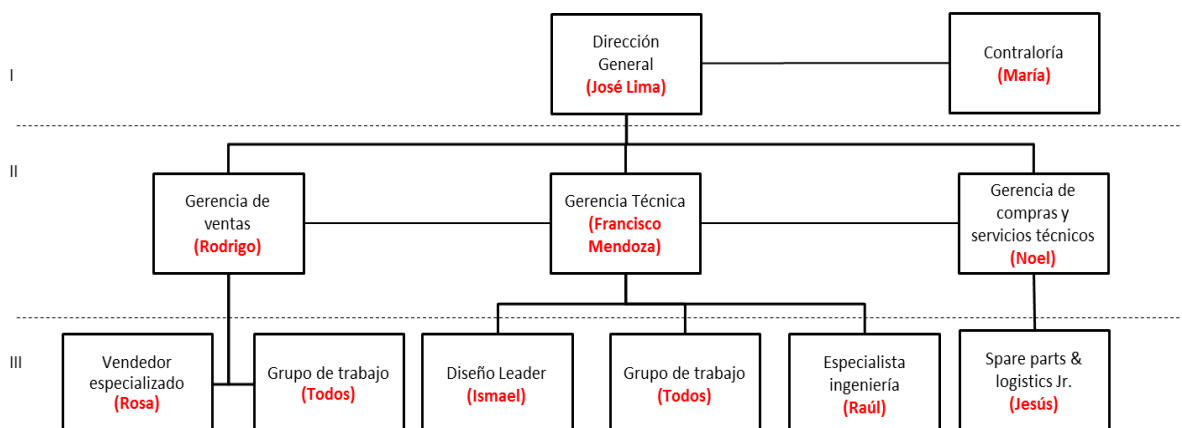 I
Dirección
General
(José Lima)
Contraloría
(María)
II
Gerencia de
ventas
(Rodrigo)
Gerencia Técnica
(Francisco
Mendoza)
Gerencia de
compras y
servicios técnicos
(Noel)
III
Vendedor
especializado
(Rosa)
Grupo de trabajo
(Todos)
Diseño Leader
(Ismael)
Grupo de trabajo
(Todos)
Especialista
ingeniería
(Raúl)
Spare parts &
logistics Jr.
(Jesús)